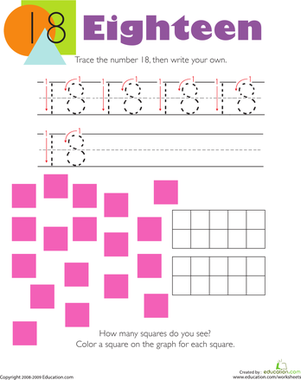 18 Eighteen
Trace the number 18, then write your own.
18 18 18 18
18
How many squares do you see?
Color a square on the graph for each square.
Created by
education.com
Copyright 2008-2009 Education.com
www.education.com/worksheets